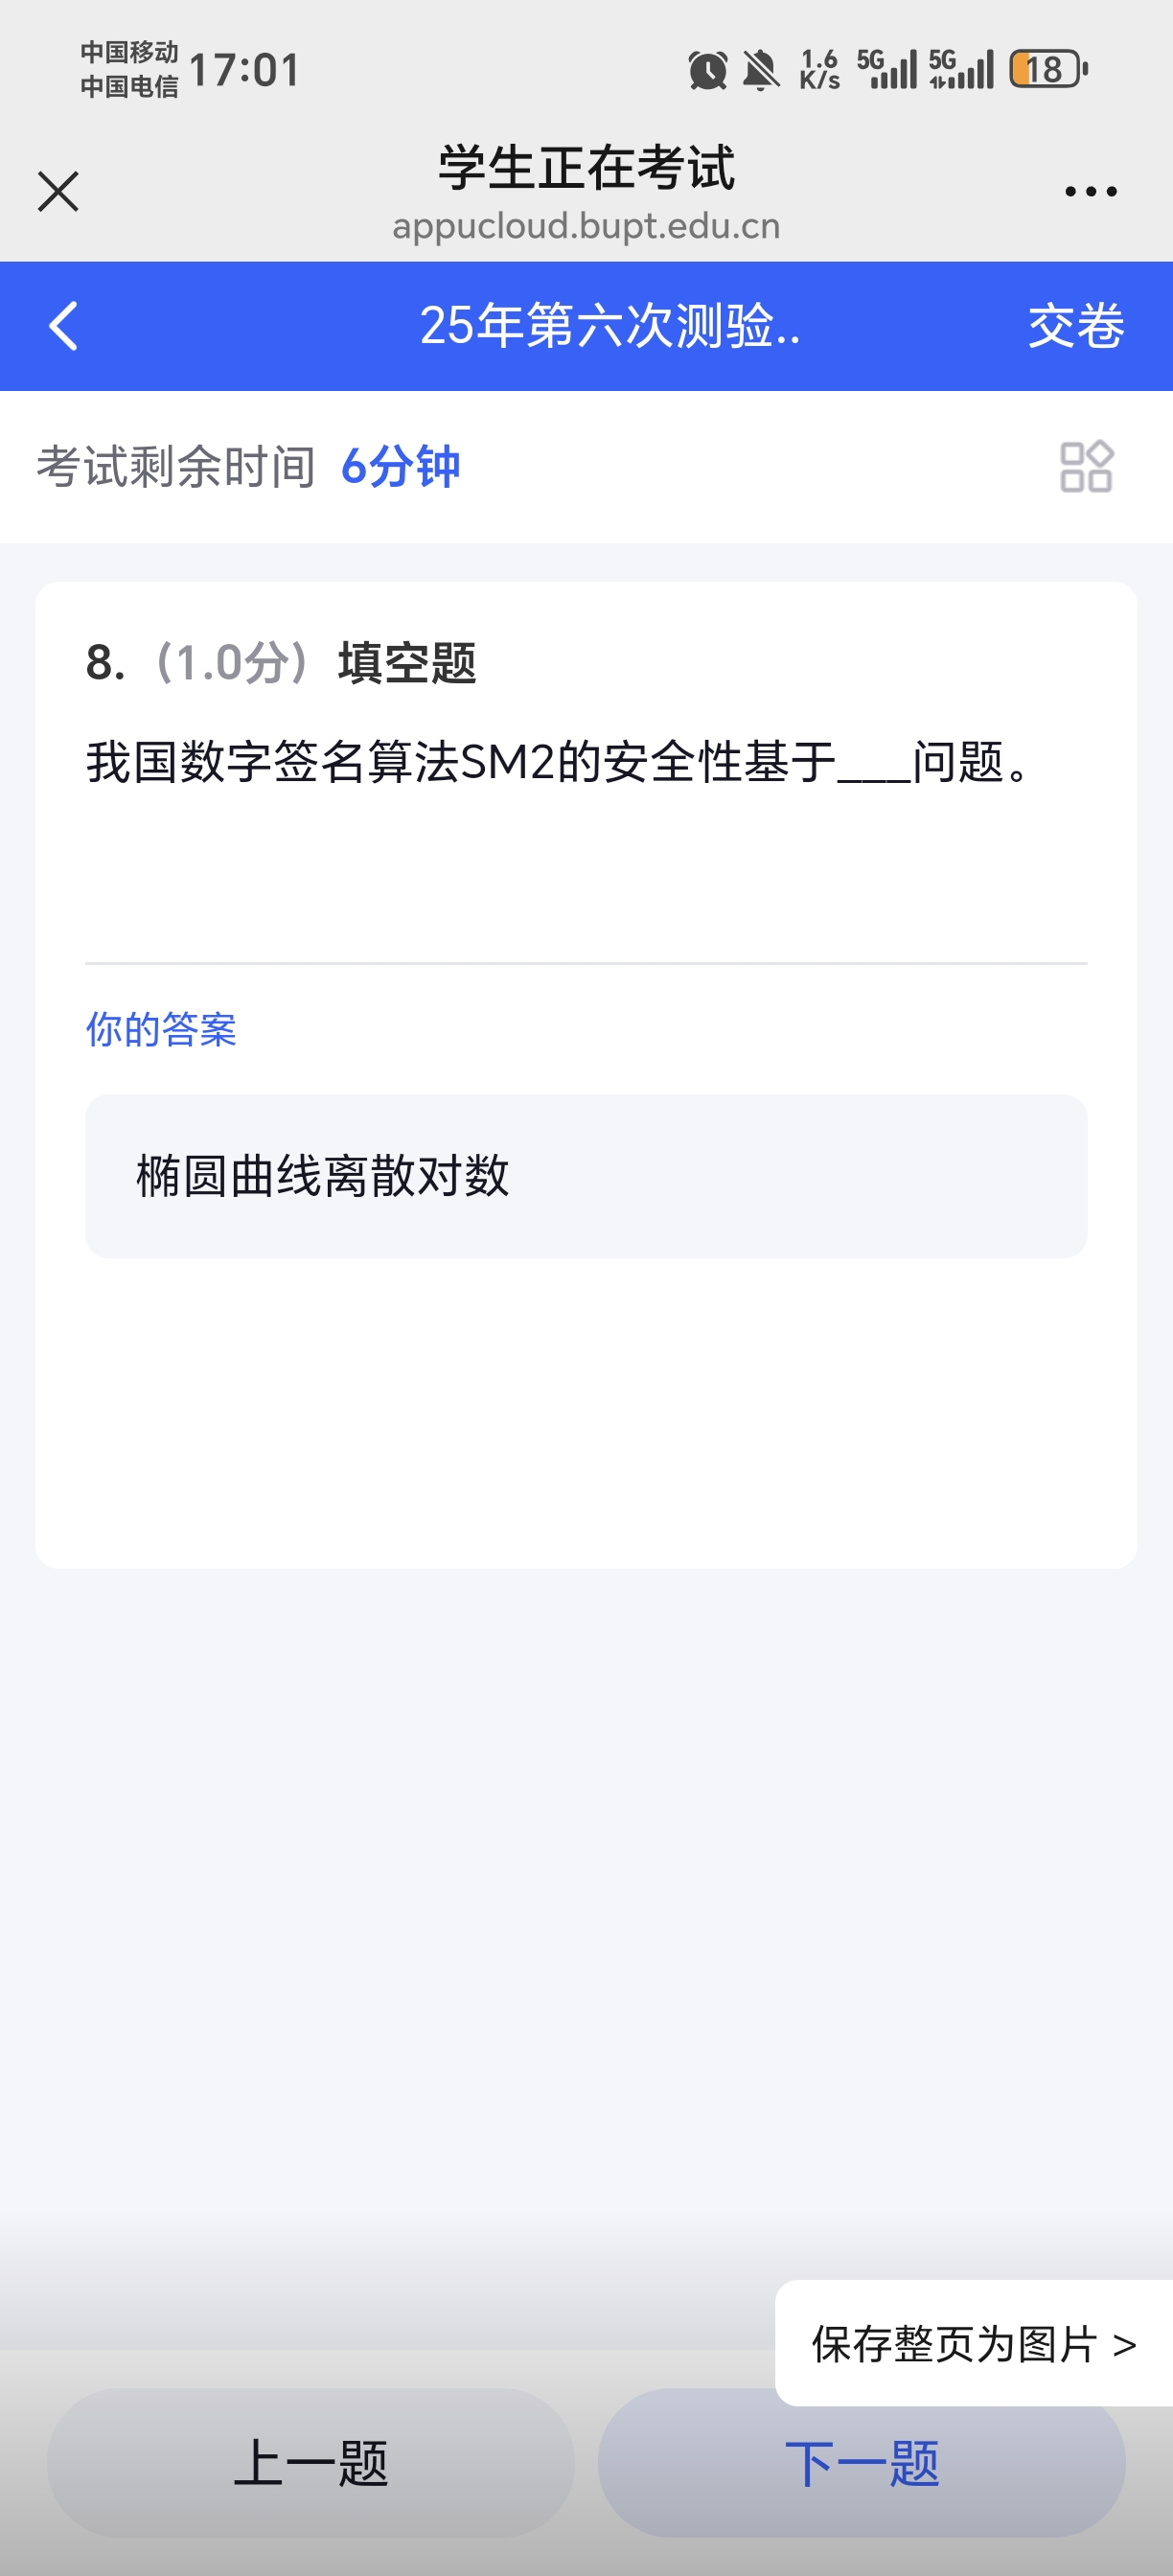 中国移动
中国电信
17:01
1.6
K/s
5G
5G
18
学生正在考试
appucloud.bupt.edu.cn
25年第六次测验..
交卷
考试剩余时间 6分钟
8. (1.0分) 填空题
我国数字签名算法SM2的安全性基于___问题。
你的答案
椭圆曲线离散对数
保存整页为图片 >
上一题
下一题